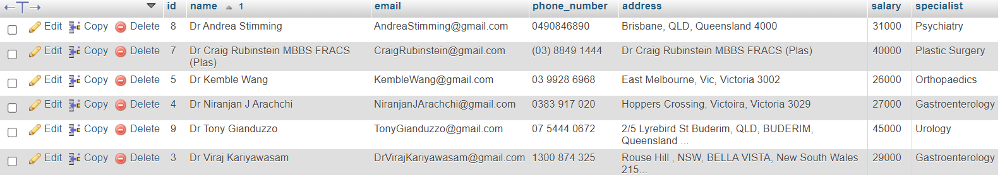 id name 1 email phone_number address salary specialist
Edit Copy Delete 8 Dr Andrea Stimming AndreaStimming@gmail.com 0490846890 Brisbane, QLD, Queensland 4000 31000 Psychiatry
Edit Copy Delete 7 Dr Craig Rubinstein MBBS FRACS CraigRubinstein@gmail.com (03) 8849 1444 Dr Craig Rubinstein MBBS FRACS (Plas) 40000 Plastic Surgery
(Plas)
Edit Copy Delete 5 Dr Kemble Wang KembleWang@gmail.com 03 9928 6968 East Melbourne, Vic, Victoria 3002 26000 Orthopaedics
Edit Copy Delete 4 Dr Niranjan J Arachchi NiranjanJArachchi@gmail.com 0383 917 020 Hoppers Crossing, Victoira, Victoria 3029 27000 Gastroenterology
Edit Copy Delete 9 Dr Tony Gianduzzo TonyGianduzzo@gmail.com 07 5444 0672 2/5 Lyrebird St Buderim, QLD, BUDERIM, 45000 Urology
Queensland ...
Edit Copy Delete 3 Dr Viraj Kariyawasam DrVirajKariyawasam@gmail.com 1300 874 325 Rouse Hill , NSW, BELLA VISTA, New South Wales 29000 Gastroenterology
215...